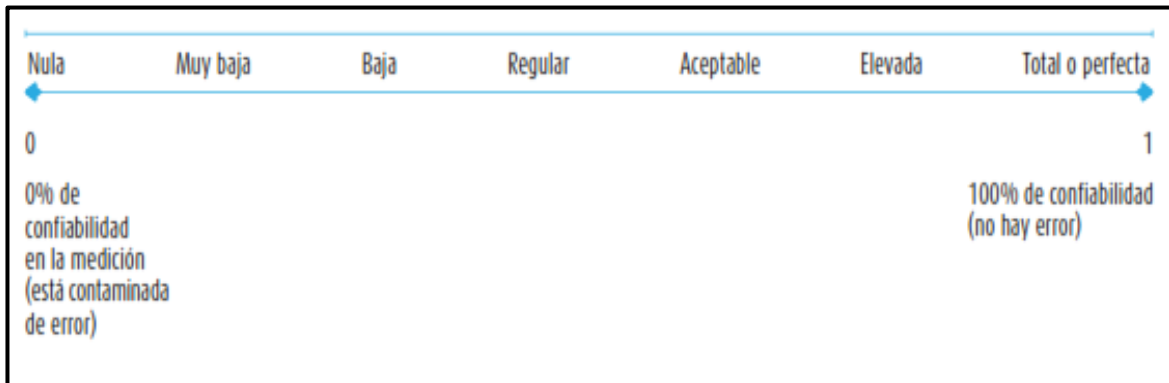 Nula Muy baja Baja Regular Aceptable Elevada Total o perfecta
0 1
0% de
confiabilidad
en la medición
(está contaminada
de error)
100% de confiabilidad
(no hay error)